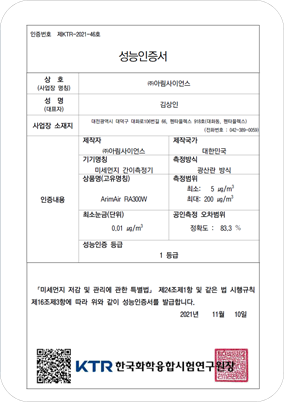 인증번호 제KTR-2021-46호
성능인증서
상 호
(사업장 명칭)
㈜아림사이언스
성 명
(대표자)
김상인
사업장 소재지
대전광역시 대덕구 대화로106번길 66, 펜타플렉스 910호(대화동, 펜타플렉스)
(전화번호 : 042-369-0059)
인증내용
제작자
㈜아림사이언스
제작국가
대한민국
기기명칭
미세먼지 간이측정기
측정방식
광산란 방식
상품명(고유명칭)
ArimAir RA300W
측정범위
최소: 5 μg/m³
최대: 200 μg/m³
최소눈금(단위)
0.01 μg/m³
공인측정 오차범위
정확도 : 83.3 %
성능인증 등급
1 등급
「미세먼지 저감 및 관리에 관한 특별법」 제24조제1항 및 같은 법 시행규칙
제16조제3항에 따라 위와 같이 성능인증서를 발급합니다.
2021년 11월 10일
KTR 한국화학융합시험연구원장